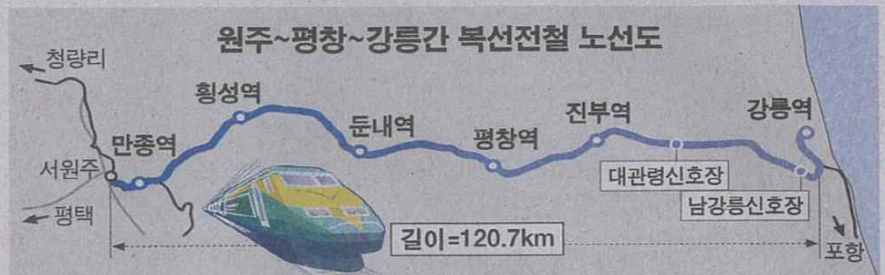 원주~평창~강릉간 복선전철 노선도
청량리
횡성역
만종역
둔내역
평창역
진부역
강릉역
서원주
대관령신호장
남강릉신호장
평택
길이=120.7km
포항